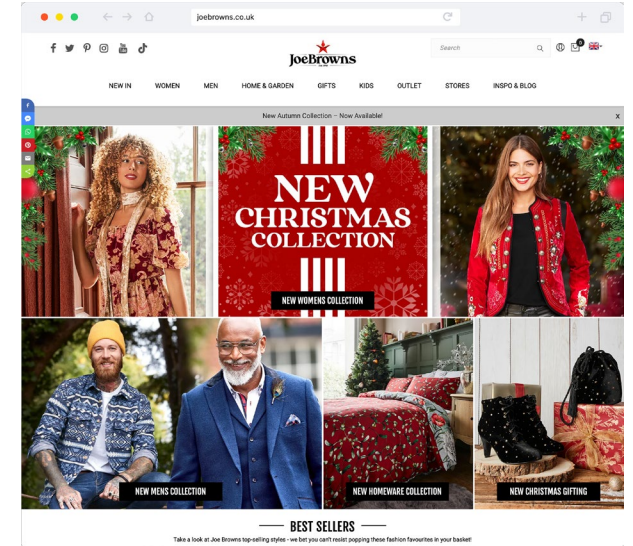 joebrowns.co.uk
JoeBrowns
Search
0
NEW IN WOMEN MEN HOME & GARDEN GIFTS KIDS OUTLET STORES INSPO & BLOG
New Autumn Collection – Now Available!
X
NEW
CHRISTMAS
COLLECTION
NEW WOMENS COLLECTION
NEW MENS COLLECTION
NEW HOMEWARE COLLECTION
NEW CHRISTMAS GIFTING
BEST SELLERS
Take a look at Joe Browns top-selling styles - we bet you can't resist popping these fashion favourites in your basket!